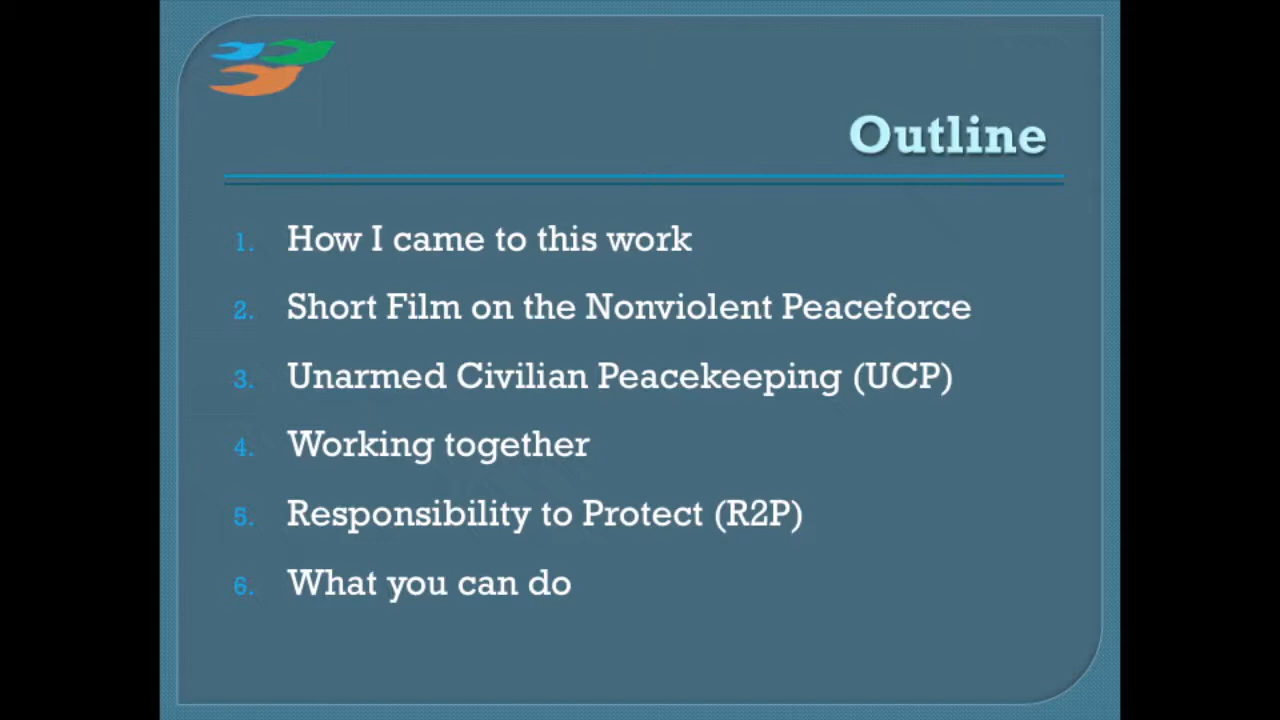 Outline
1. How I came to this work
2. Short Film on the Nonviolent Peaceforce
3. Unarmed Civilian Peacekeeping (UCP)
4. Working together
5. Responsibility to Protect (R2P)
6. What you can do